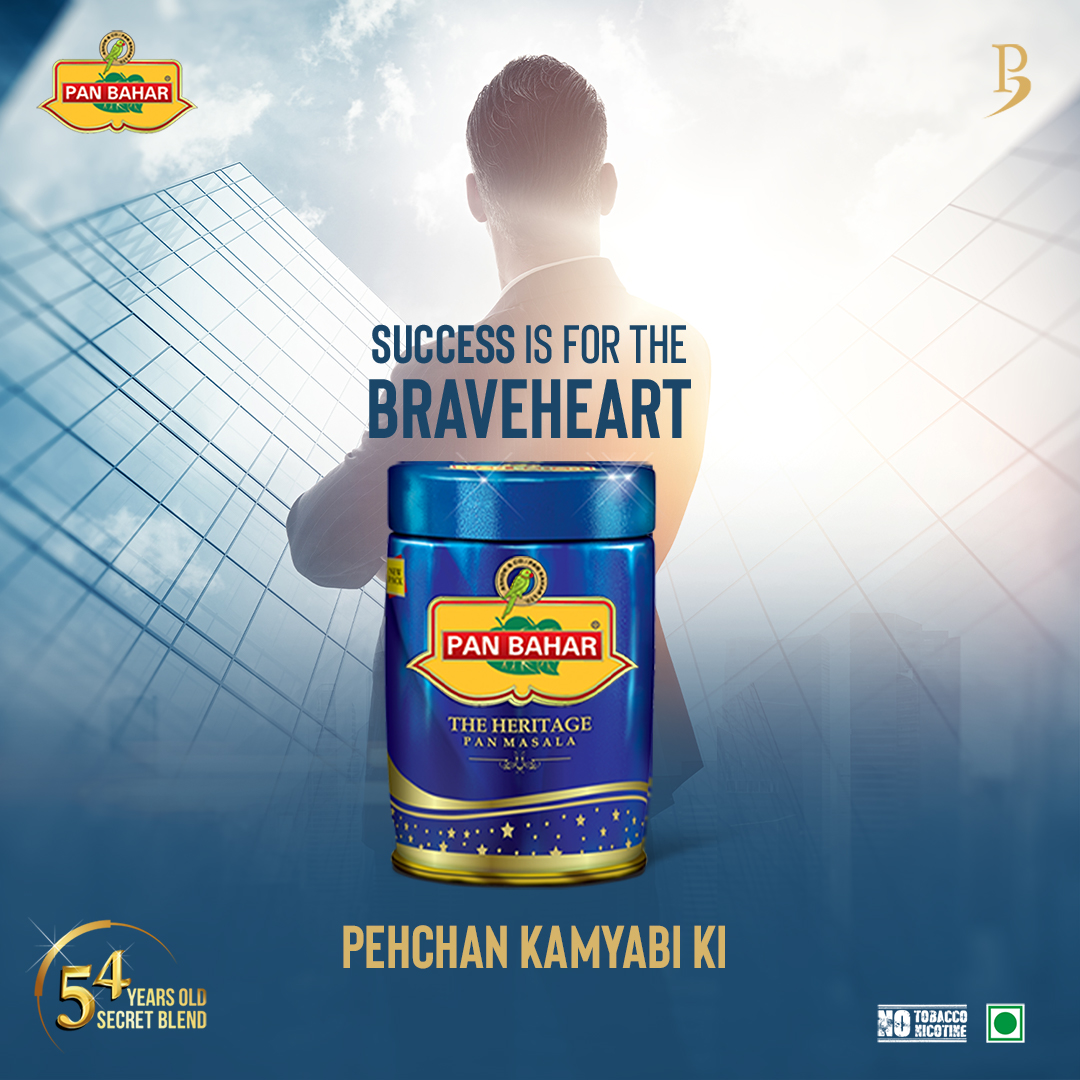 PAN BAHAR
SUCCESS IS FOR THE
BRAVEHEART
PAN BAHAR
THE HERITAGE
PAN MASALA
PEHCHAN KAMYABI KI
54 YEARS OLD
SECRET BLEND
NO TOBACCO
NICOTINE